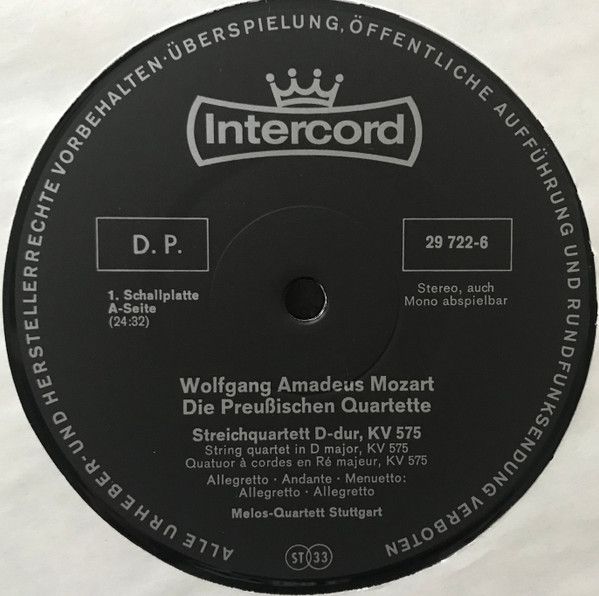 ALLE URHEBER- UND HERSTELLERRECHTE VORBEHALTEN · ÜBERSPIELUNG, ÖFFENTLICHE AUFFÜHRUNG UND RUNDFUNKSENDUNG VERBOTEN
Intercord
D. P.
29 722-6
1. Schallplatte
A-Seite
(24:32)
Stereo, auch
Mono abspielbar
Wolfgang Amadeus Mozart
Die Preußischen Quartette
Streichquartett D-dur, KV 575
String quartet in D major, KV 575
Quatuor à cordes en Ré majeur, KV 575
Allegretto · Andante · Menuetto:
Allegretto · Allegretto
Melos-Quartett Stuttgart
ST 33